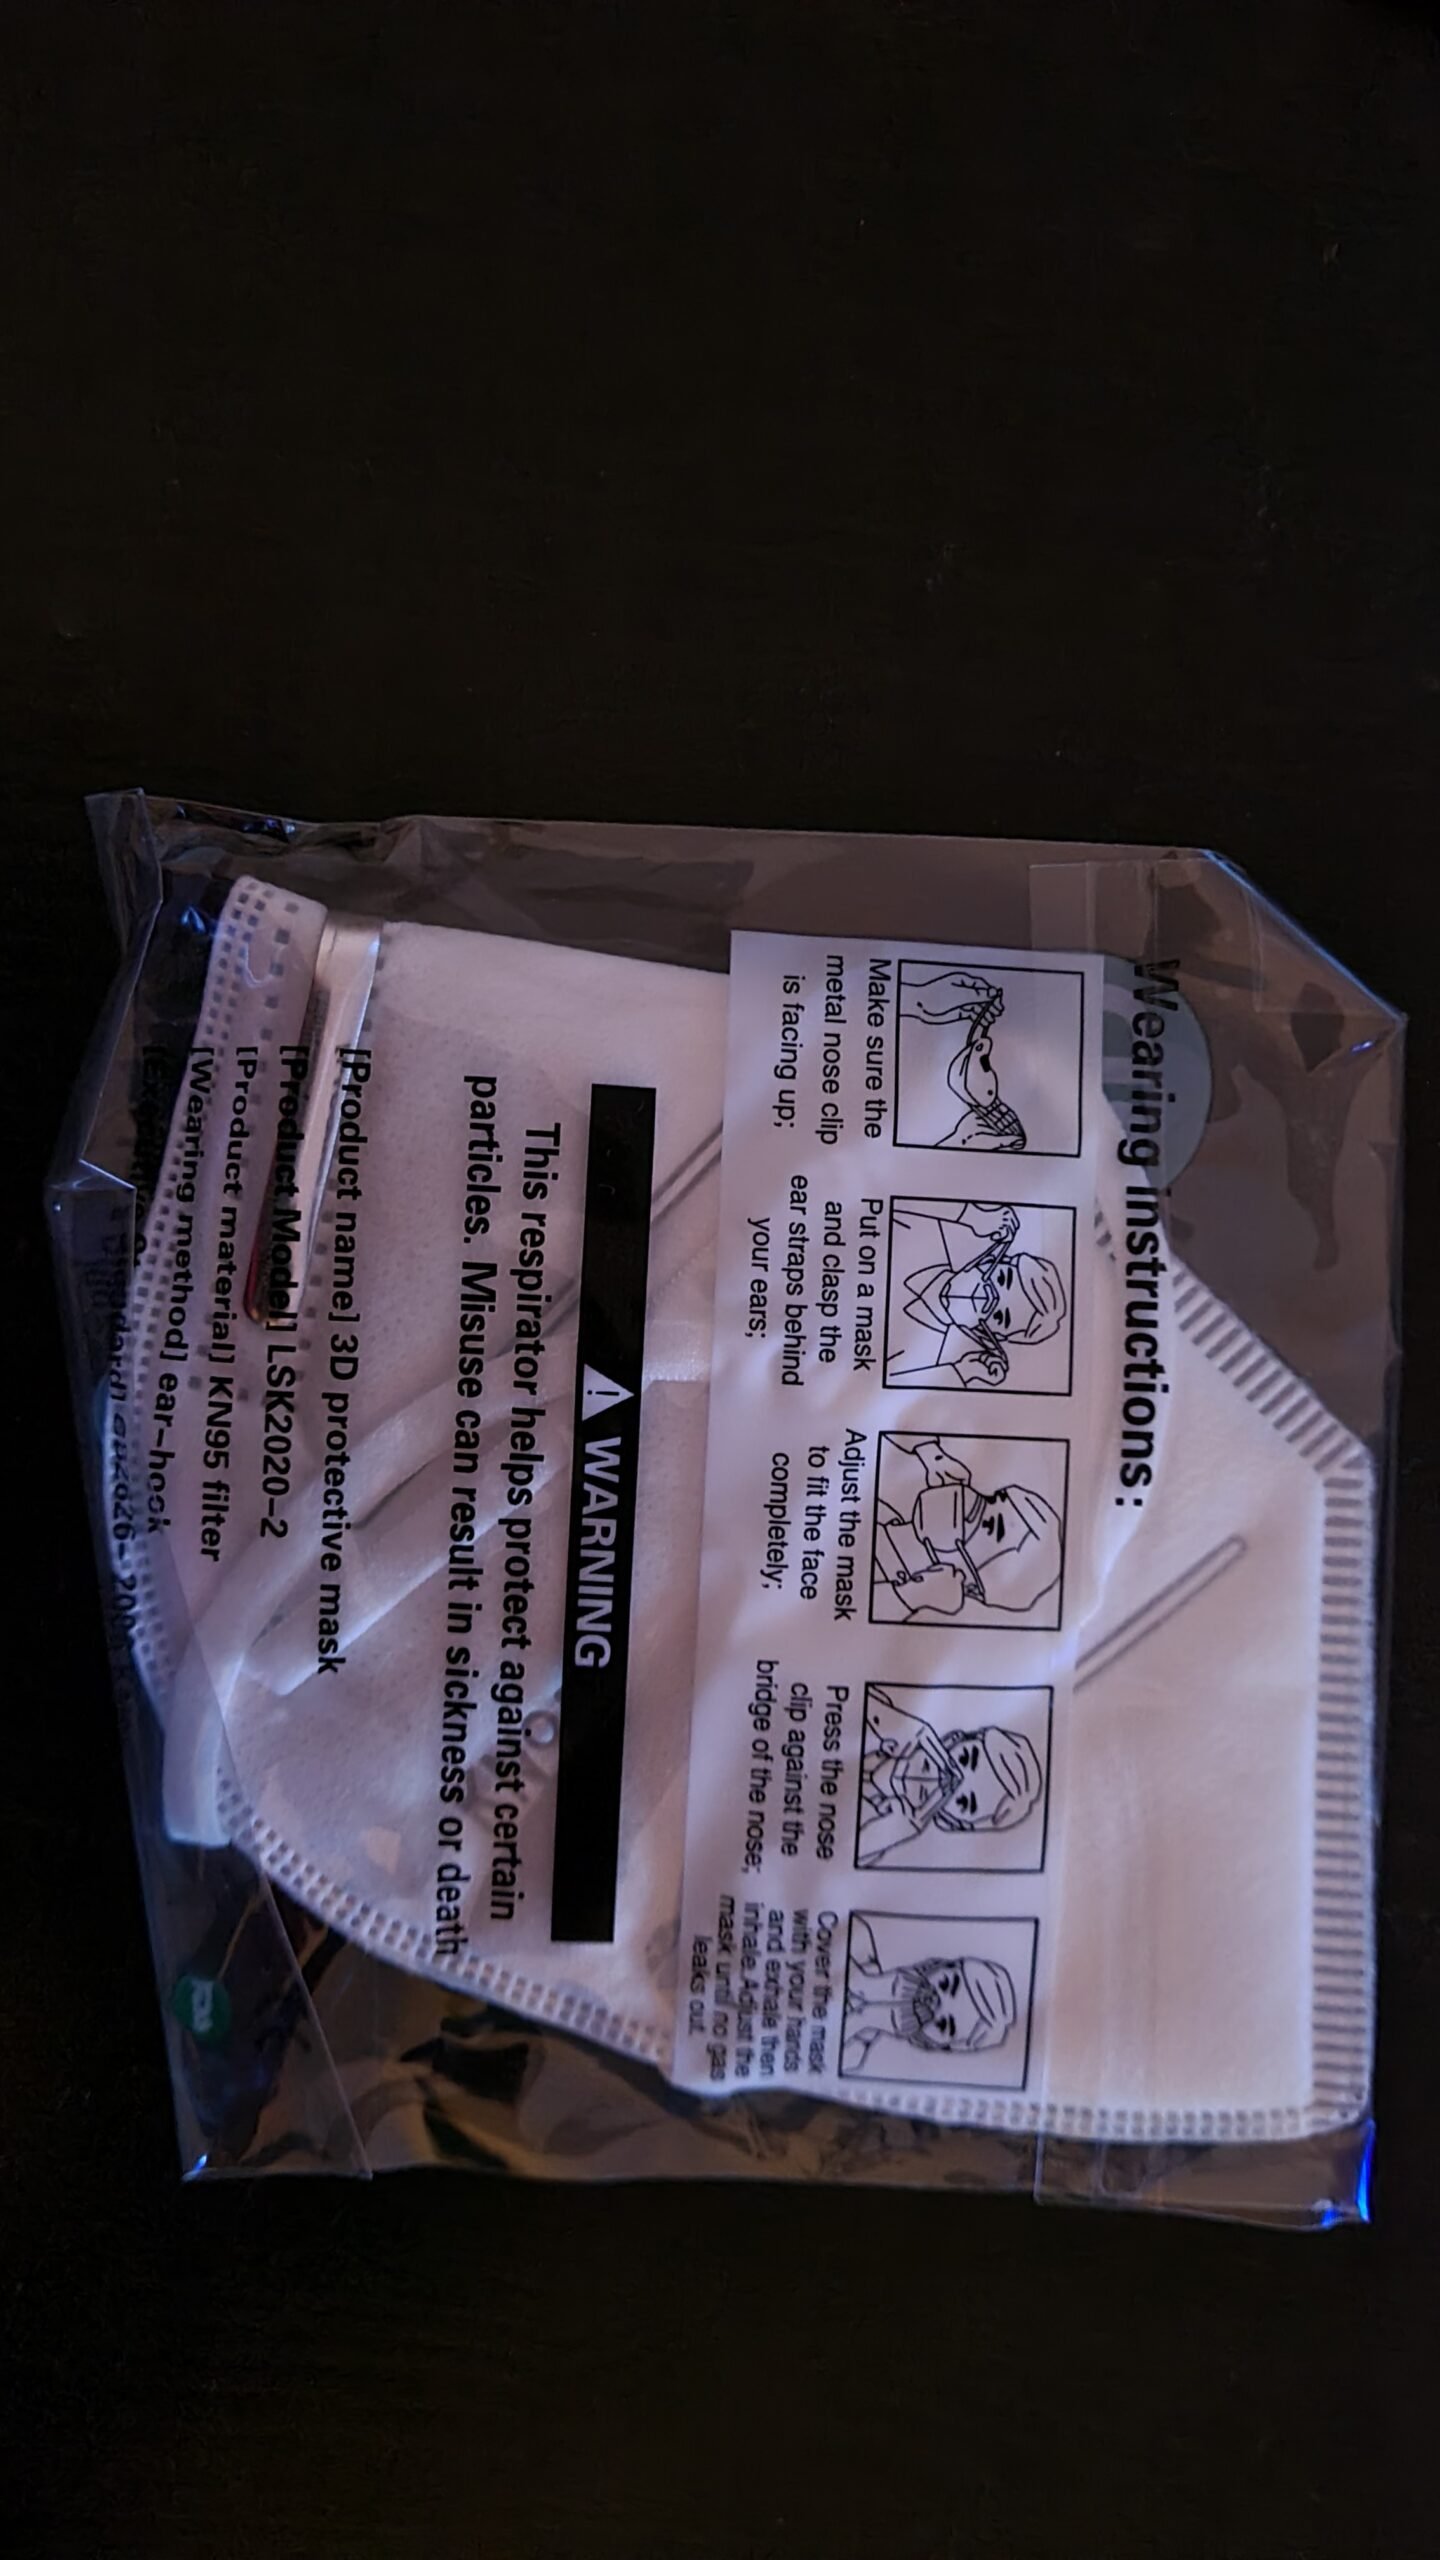 Wearing instructions:
Make sure the
metal nose clip
is facing up;
Put on a mask
and clasp the
ear straps behind
your ears;
Adjust the mask
to fit the face
completely;
Press the nose
clip against the
bridge of the nose;
Cover the mask
with your hands
and exhale then
inhale.Adjust the
mask until no gas
leaks out.
WARNING
This respirator helps protect against certain
particles. Misuse can result in sickness or death
[Product name] 3D protective mask
[Product Model] LSK2020-2
[Product material] KN95 filter
[Wearing method] ear-hook